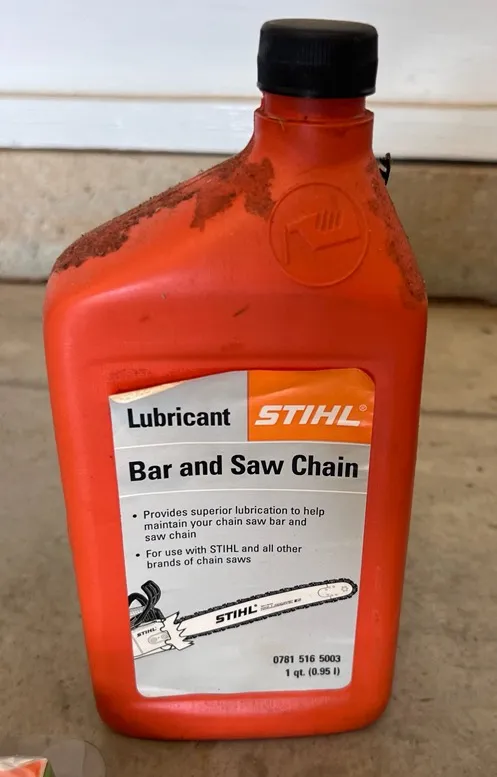 Lubricant STIHL®
Bar and Saw Chain
• Provides superior lubrication to help
maintain your chain saw bar and
saw chain
• For use with STIHL and all other
brands of chain saws
STIHL®
STIHL
0781 516 5003
1 qt. (0.95 l)